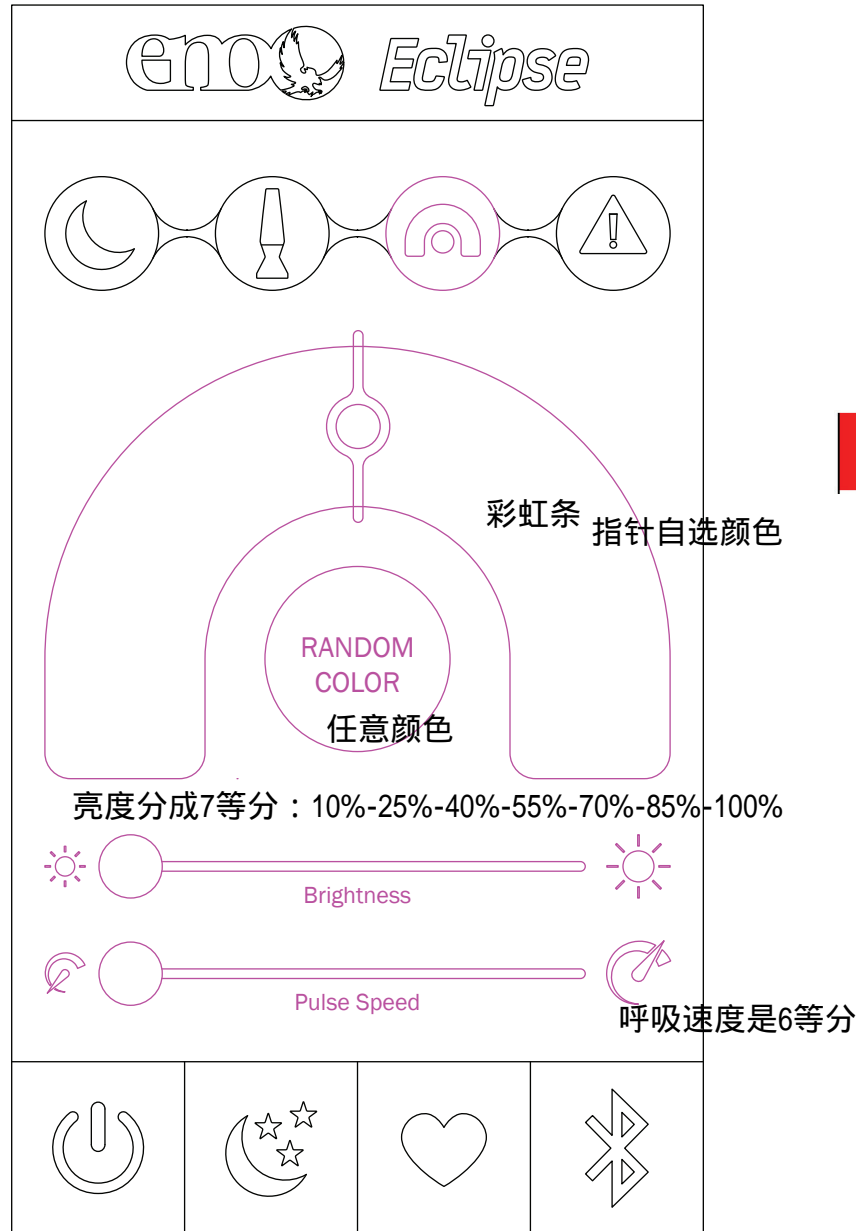 eno Eclipse
彩虹条
指针自选颜色
RANDOM
COLOR
任意颜色
亮度分成7等分：10%-25%-40%-55%-70%-85%-100%
Brightness
Pulse Speed
呼吸速度是6等分